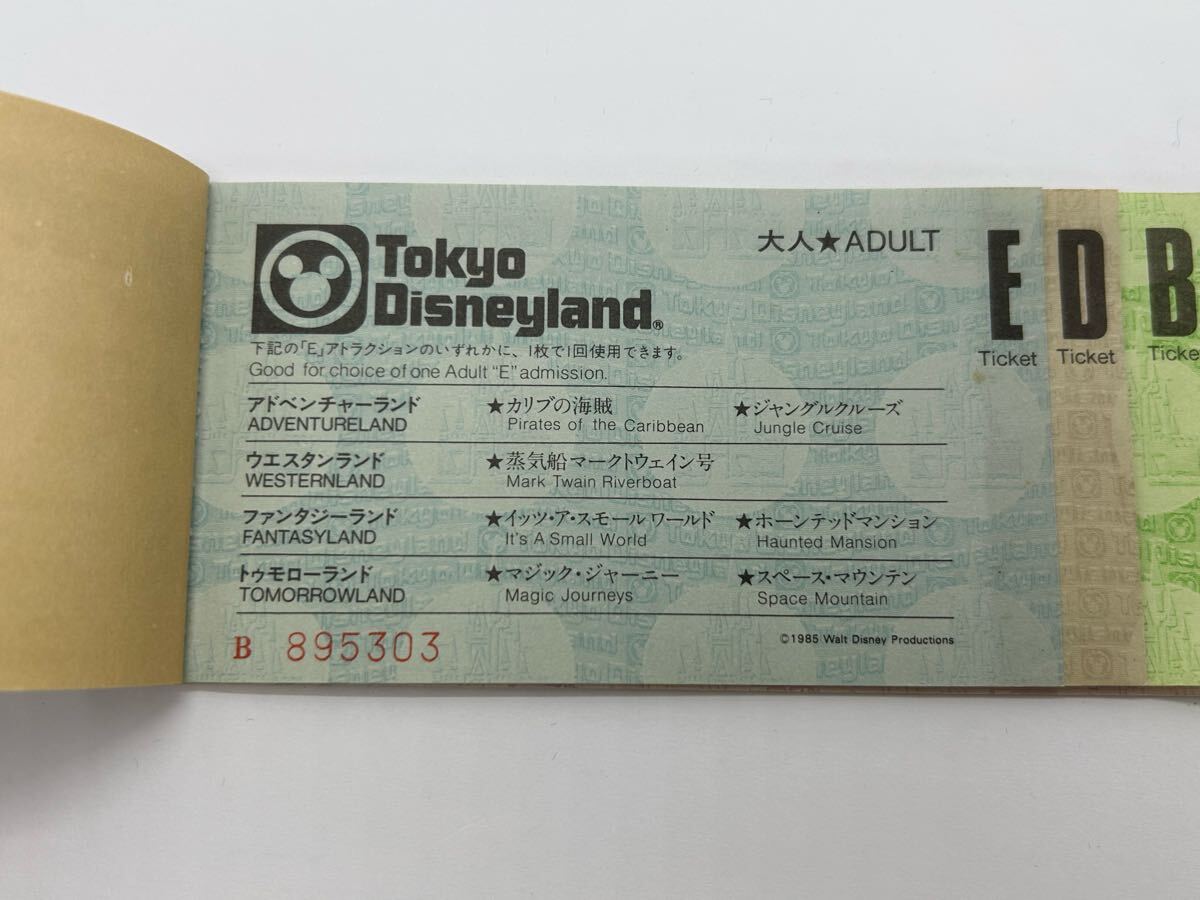 Tokyo
Disneyland®
大人★ADULT
E
Ticket
D
Ticket
B
Ticke
下記の「E」アトラクションのいずれかに、1枚で1回使用できます。
Good for choice of one Adult "E" admission.
アドベンチャーランド
ADVENTURELAND
★カリブの海賊
Pirates of the Caribbean
★ジャングルクルーズ
Jungle Cruise
ウエスタンランド
WESTERNLAND
★蒸気船マークトウェイン号
Mark Twain Riverboat
ファンタジーランド
FANTASYLAND
★イッツ・ア・スモールワールド
It's A Small World
★ホーンテッドマンション
Haunted Mansion
トゥモローランド
TOMORROWLAND
★マジック・ジャーニー
Magic Journeys
★スペース・マウンテン
Space Mountain
B 895303
©1985 Walt Disney Productions